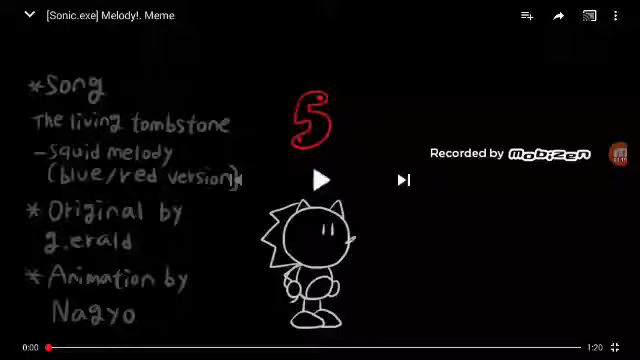 [Sonic.exe] Melody!. Meme
*Song
The living tombstone
-squid melody
(blue/red version)
* Original by
g.erald
* Animation by
Nagyo
5
Recorded by mobizen
0:00
1:20